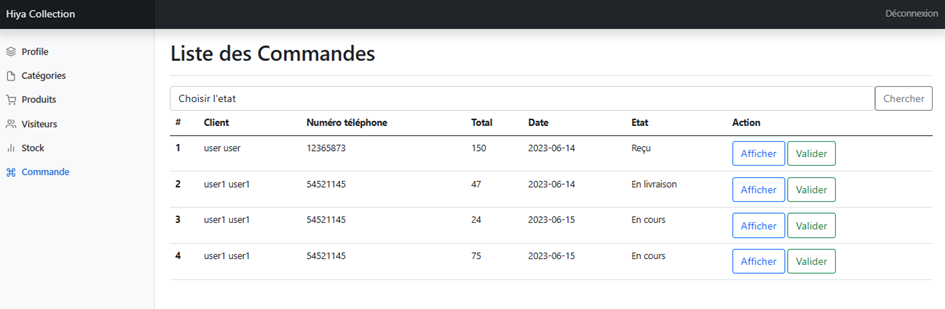 Hiya Collection Déconnexion
Profile
Catégories
Produits
Visiteurs
Stock
Commande
Liste des Commandes
Choisir l'etat Chercher
# Client Numéro téléphone Total Date Etat Action
1 user user 12365873 150 2023-06-14 Reçu Afficher Valider
2 user1 user1 54521145 47 2023-06-14 En livraison Afficher Valider
3 user1 user1 54521145 24 2023-06-15 En cours Afficher Valider
4 user1 user1 54521145 75 2023-06-15 En cours Afficher Valider